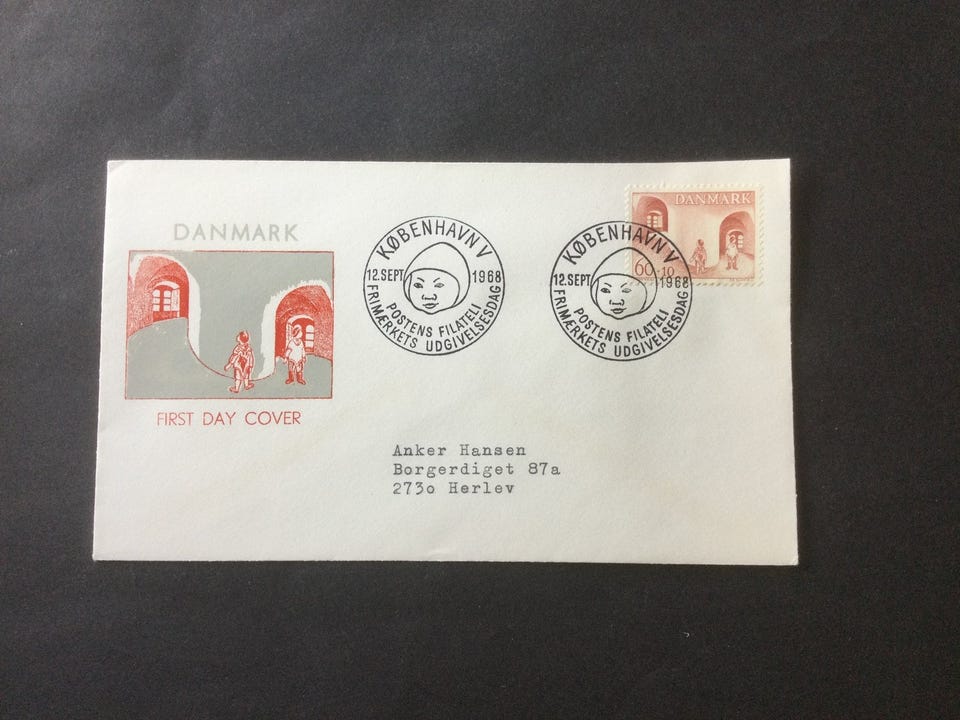 DANMARK
FIRST DAY COVER
KØBENHAVN V
12.SEPT 1968
POSTENS FILATELI
FRIMÆRKETS UDGIVELSESDAG
KØBENHAVN V
12.SEPT 1968
POSTENS FILATELI
FRIMÆRKETS UDGIVELSESDAG
DANMARK
60+10
Anker Hansen
Borgerdiget 87a
273o Herlev